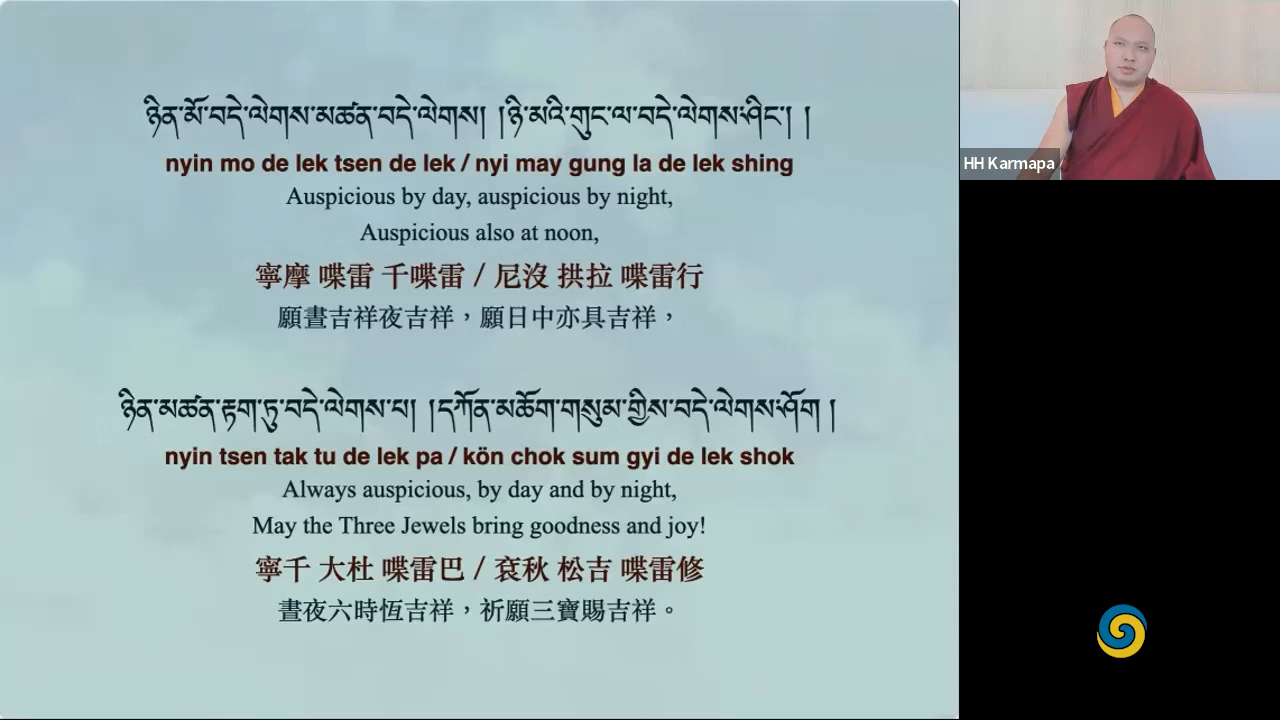 ཉིན་མོ་བདེ་ལེགས་མཚན་བདེ་ལེགས། །ཉི་མའི་གུང་ལ་བདེ་ལེགས་ཤིང་། །
nyin mo de lek tsen de lek / nyi may gung la de lek shing
Auspicious by day, auspicious by night,
Auspicious also at noon,
寧摩 喋雷 千喋雷 / 尼沒 拱拉 喋雷行
願晝吉祥夜吉祥，願日中亦具吉祥，
ཉིན་མཚན་རྟག་ཏུ་བདེ་ལེགས་པ། །དཀོན་མཆོག་གསུམ་གྱིས་བདེ་ལེགས་ཤོག །
nyin tsen tak tu de lek pa / kön chok sum gyi de lek shok
Always auspicious, by day and by night,
May the Three Jewels bring goodness and joy!
寧千 大杜 喋雷巴 / 袞秋 松吉 喋雷修
晝夜六時恆吉祥，祈願三寶賜吉祥。
HH Karmapa